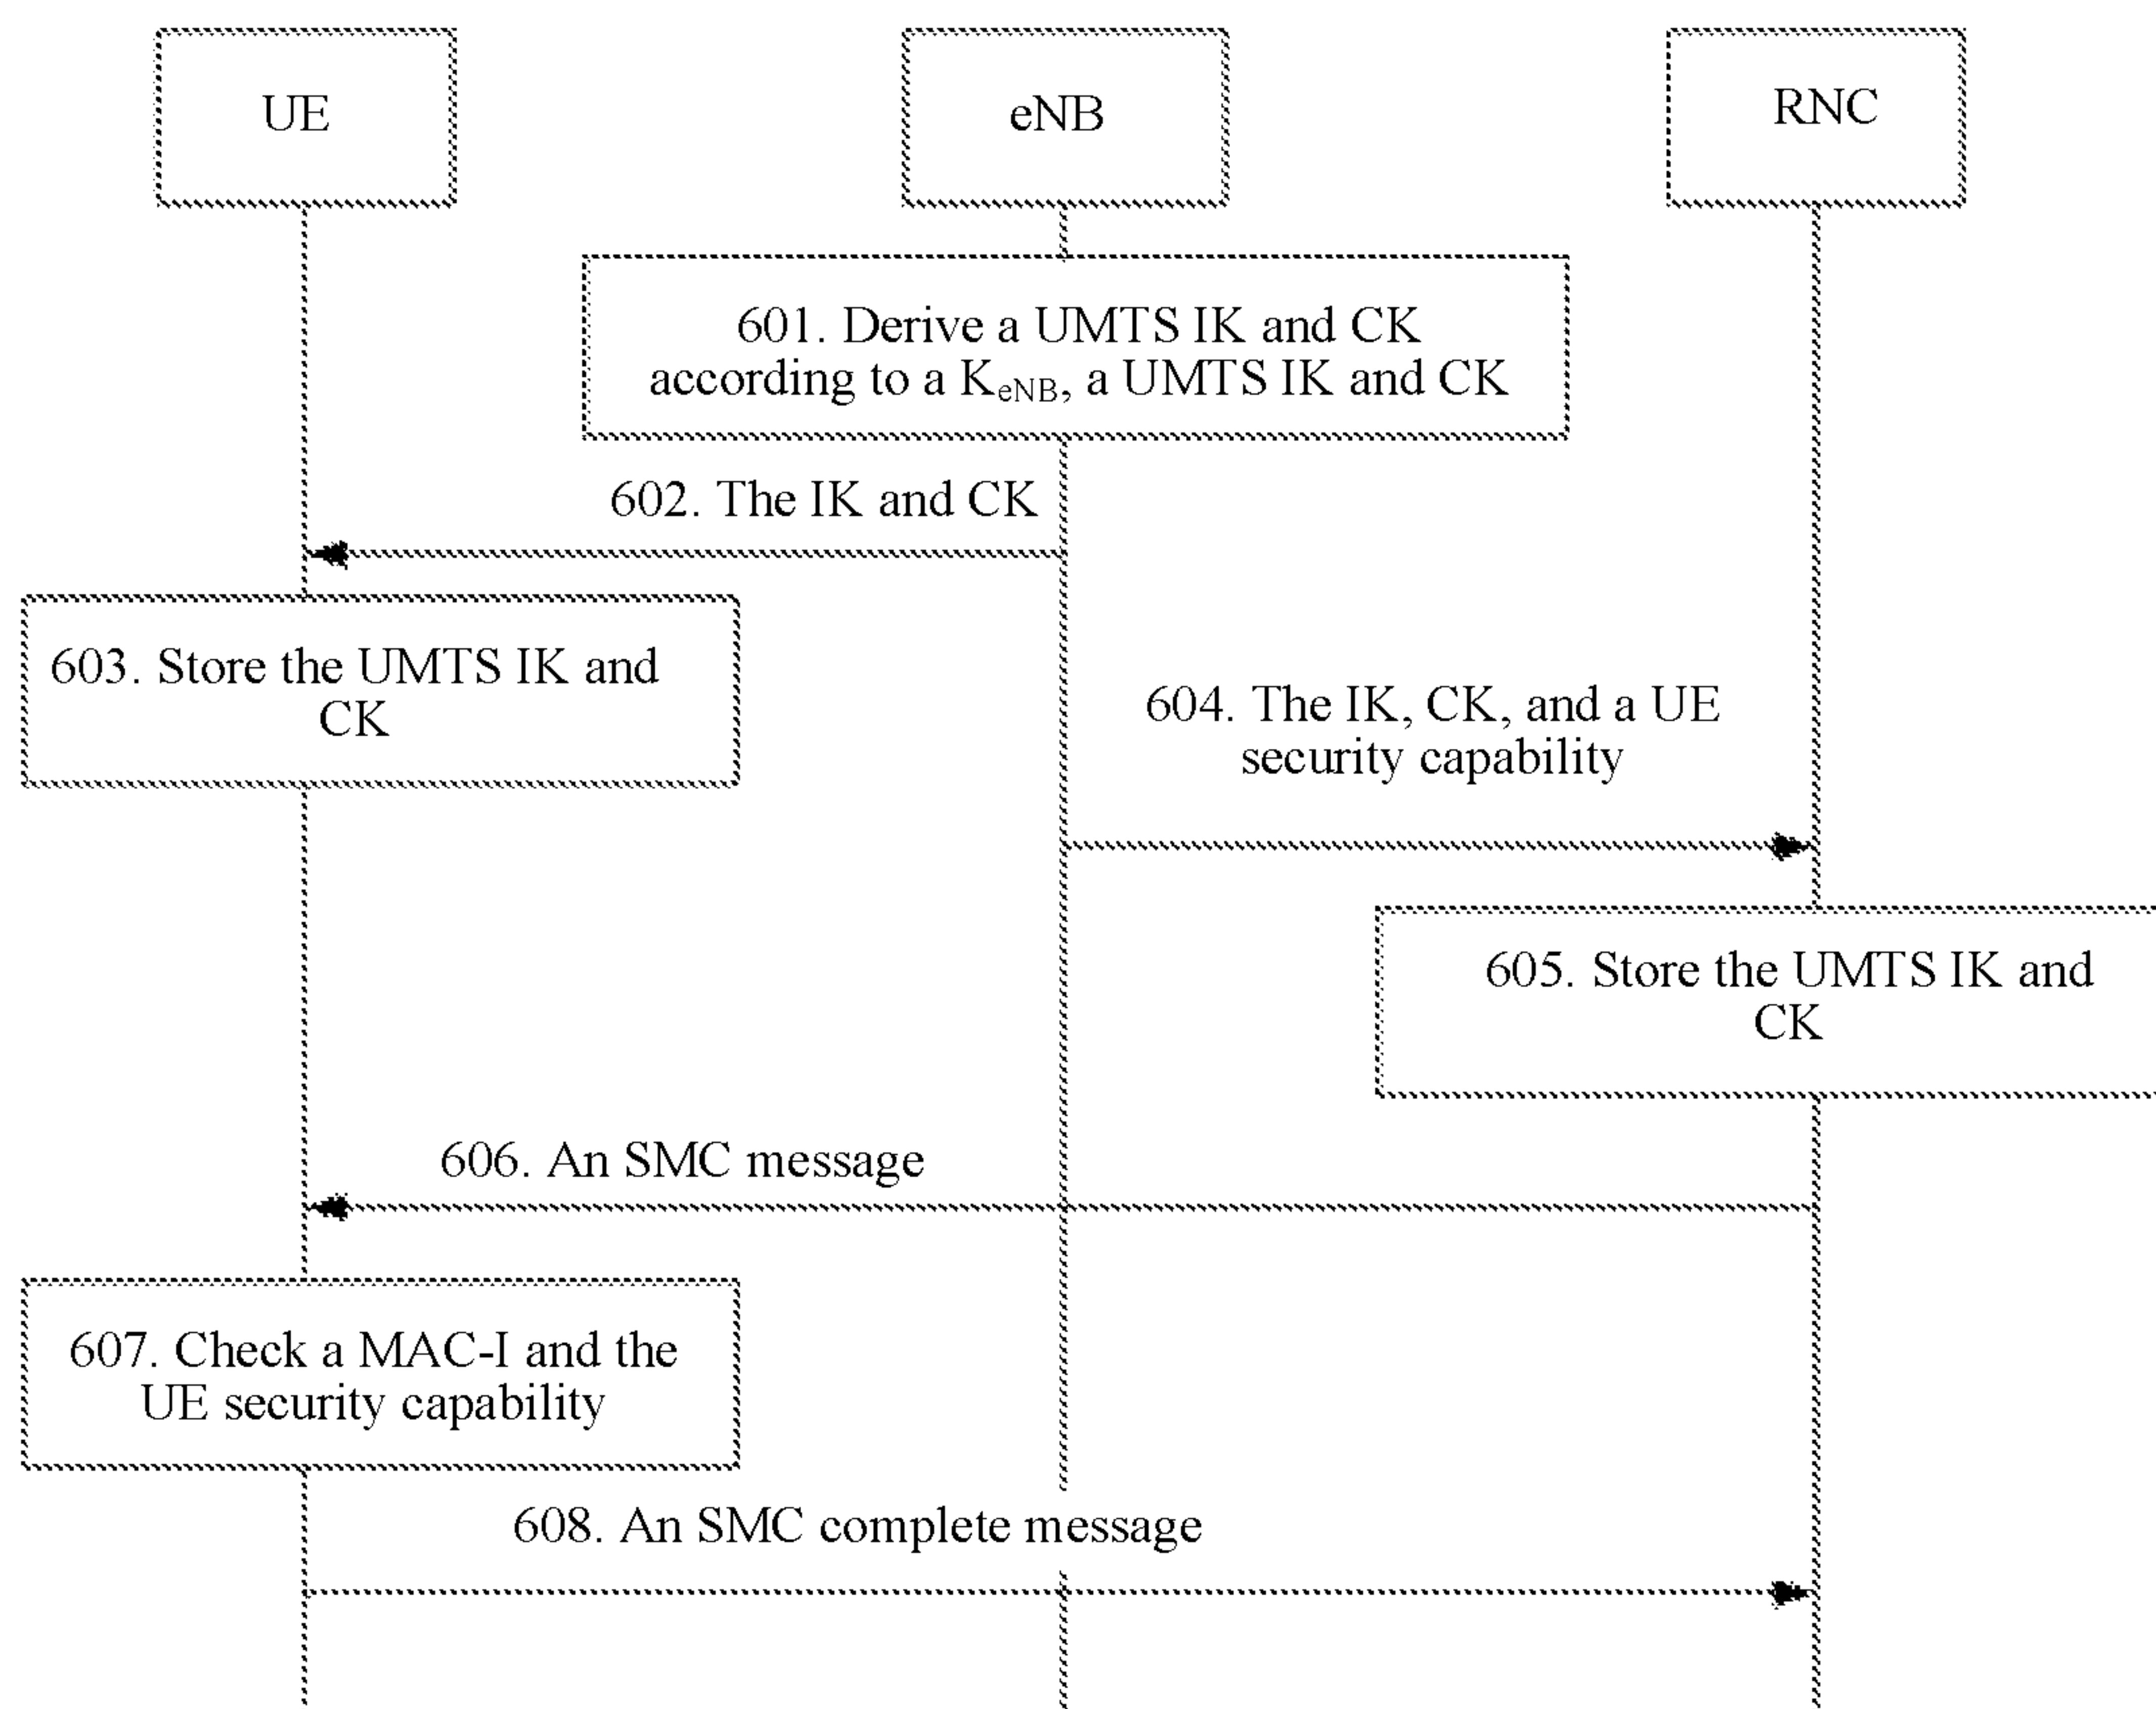 UE
eNB
RNC
601. Derive a UMTS IK and CK
according to a KeNB, a UMTS IK and CK
602. The IK and CK
603. Store the UMTS IK and
CK
604. The IK, CK, and a UE
security capability
605. Store the UMTS IK and
CK
606. An SMC message
607. Check a MAC-I and the
UE security capability
608. An SMC complete message